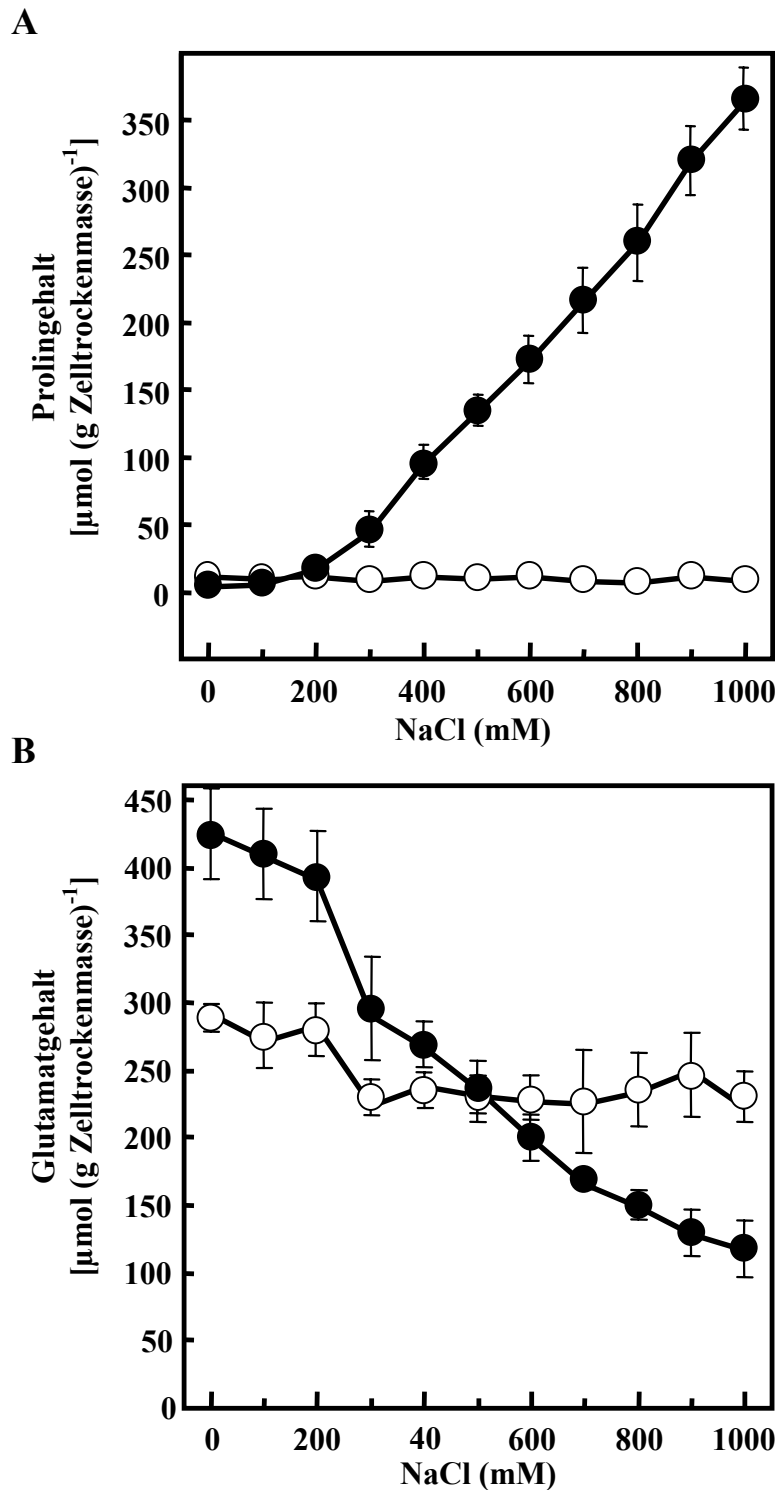 A
Prolingehalt
[µmol (g Zelltrockenmasse)⁻¹]
350
300
250
200
150
100
50
0
0 200 400 600 800 1000
NaCl (mM)
B
Glutamatgehalt
[µmol (g Zelltrockenmasse)⁻¹]
450
400
350
300
250
200
150
100
50
0
0 200 40 600 800 1000
NaCl (mM)